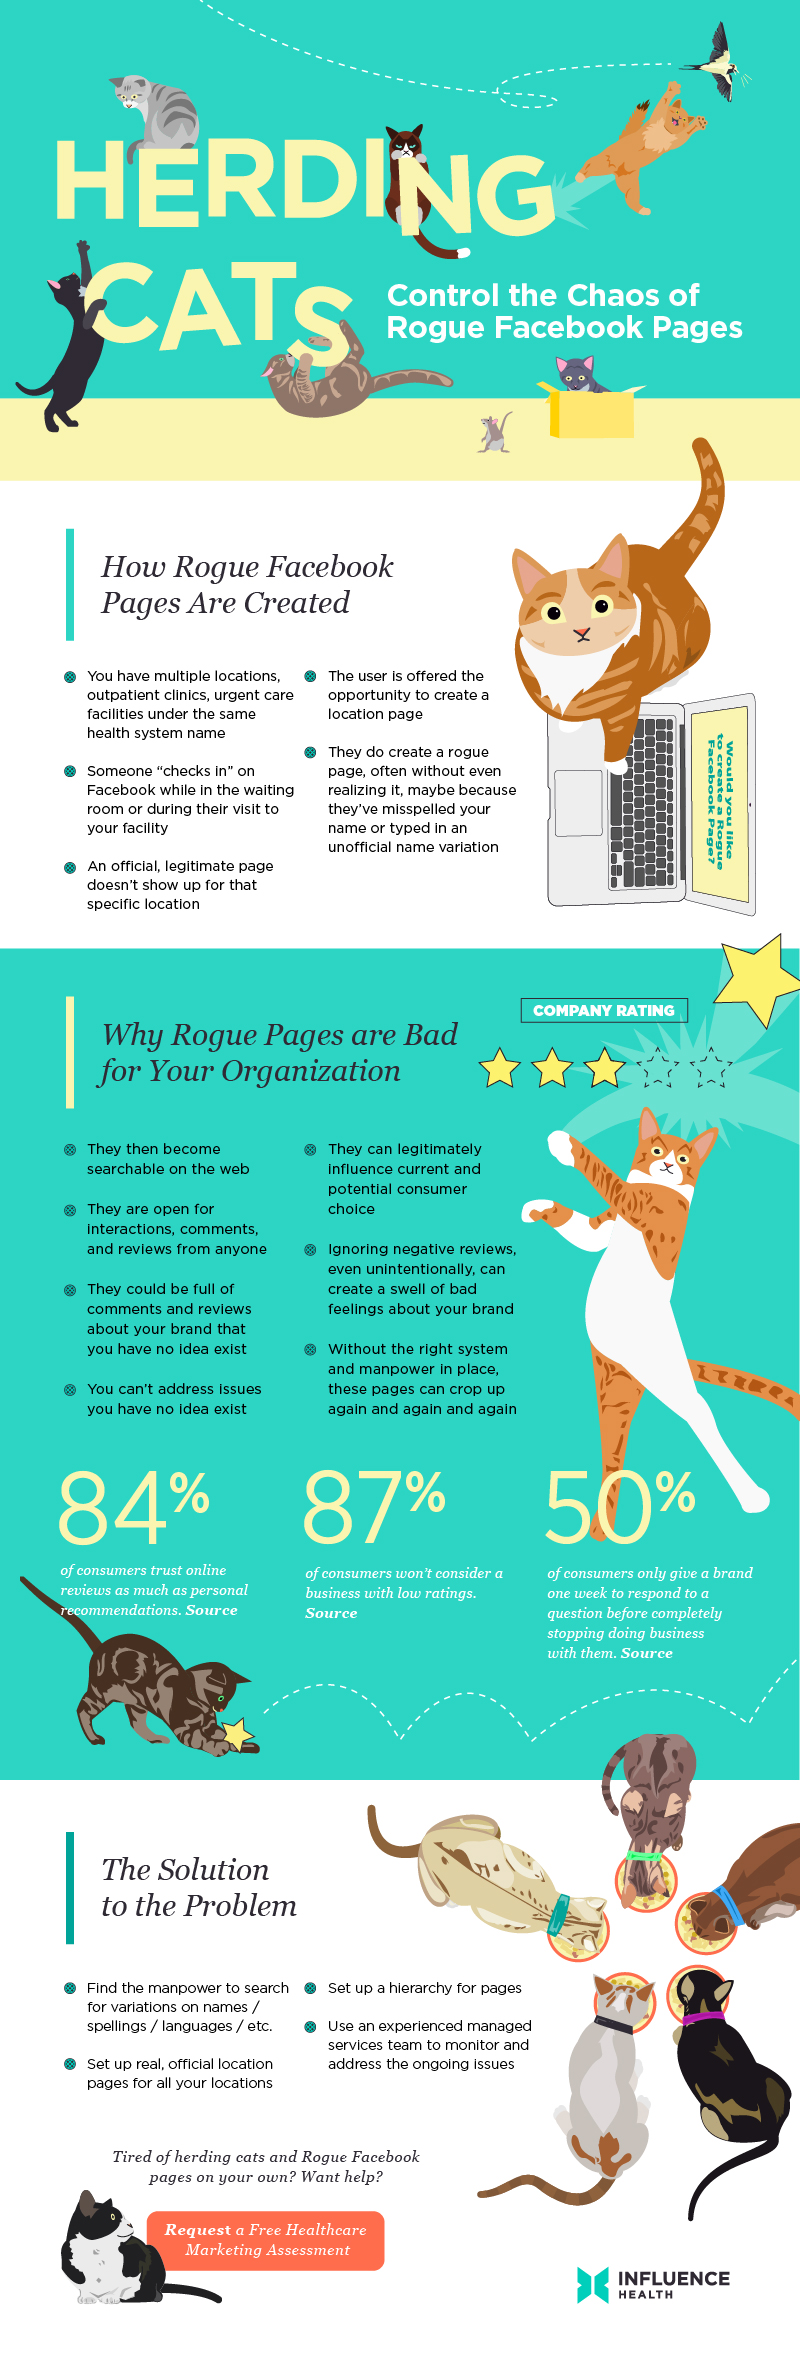 HERDING
CATS
Control the Chaos of
Rogue Facebook Pages
How Rogue Facebook
Pages Are Created
You have multiple locations,
outpatient clinics, urgent care
facilities under the same
health system name
Someone “checks in” on
Facebook while in the waiting
room or during their visit to
your facility
An official, legitimate page
doesn’t show up for that
specific location
The user is offered the
opportunity to create a
location page
They do create a rogue
page, often without even
realizing it, maybe because
they’ve misspelled your
name or typed in an
unofficial name variation
Would you like
to create a Rogue
Facebook Page?
Why Rogue Pages are Bad
for Your Organization
COMPANY RATING
They then become
searchable on the web
They are open for
interactions, comments,
and reviews from anyone
They could be full of
comments and reviews
about your brand that
you have no idea exist
You can’t address issues
you have no idea exist
They can legitimately
influence current and
potential consumer
choice
Ignoring negative reviews,
even unintentionally, can
create a swell of bad
feelings about your brand
Without the right system
and manpower in place,
these pages can crop up
again and again and again
84%
of consumers trust online
reviews as much as personal
recommendations. Source
87%
of consumers won’t consider a
business with low ratings.
Source
50%
of consumers only give a brand
one week to respond to a
question before completely
stopping doing business
with them. Source
The Solution
to the Problem
Find the manpower to search
for variations on names /
spellings / languages / etc.
Set up real, official location
pages for all your locations
Set up a hierarchy for pages
Use an experienced managed
services team to monitor and
address the ongoing issues
Tired of herding cats and Rogue Facebook
pages on your own? Want help?
Request a Free Healthcare
Marketing Assessment
INFLUENCE
HEALTH